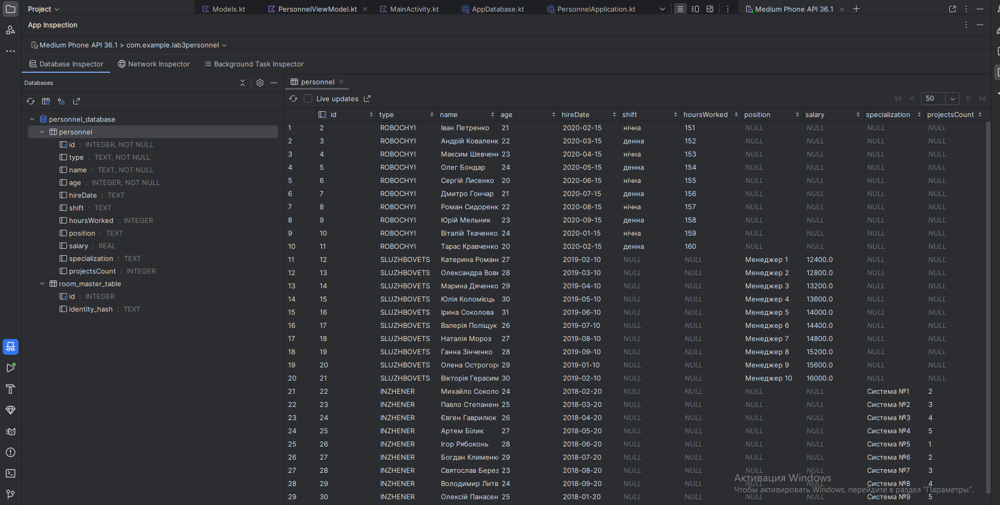 Project Models.kt PersonnelViewModel.kt MainActivity.kt AppDatabase.kt PersonnelApplication.kt Medium Phone API 36.1
App Inspection
Medium Phone API 36.1 > com.example.lab3personnel
Database Inspector Network Inspector Background Task Inspector
Databases
personnel_database
personnel
id : INTEGER, NOT NULL
type : TEXT, NOT NULL
name : TEXT, NOT NULL
age : INTEGER, NOT NULL
hireDate : TEXT
shift : TEXT
hoursWorked : INTEGER
position : TEXT
salary : REAL
specialization : TEXT
projectsCount : INTEGER
room_master_table
id : INTEGER
identity_hash : TEXT
personnel
Live updates 50
id type name age hireDate shift hoursWorked position salary specialization projectsCount
1 2 ROBOCHYI Іван Петренко 21 2020-02-15 нічна 151 NULL NULL NULL NULL
2 3 ROBOCHYI Андрій Коваленк 22 2020-03-15 денна 152 NULL NULL NULL NULL
3 4 ROBOCHYI Максим Шевченк 23 2020-04-15 нічна 153 NULL NULL NULL NULL
4 5 ROBOCHYI Олег Бондар 24 2020-05-15 денна 154 NULL NULL NULL NULL
5 6 ROBOCHYI Сергій Лисенко 20 2020-06-15 нічна 155 NULL NULL NULL NULL
6 7 ROBOCHYI Дмитро Гончар 21 2020-07-15 денна 156 NULL NULL NULL NULL
7 8 ROBOCHYI Роман Сидоренк 22 2020-08-15 нічна 157 NULL NULL NULL NULL
8 9 ROBOCHYI Юрій Мельник 23 2020-09-15 денна 158 NULL NULL NULL NULL
9 10 ROBOCHYI Віталій Ткаченко 24 2020-01-15 нічна 159 NULL NULL NULL NULL
10 11 ROBOCHYI Тарас Кравченко 20 2020-02-15 денна 160 NULL NULL NULL NULL
11 12 SLUZHBOVETS Катерина Романе 27 2019-02-10 NULL NULL Менеджер 1 12400.0 NULL NULL
12 13 SLUZHBOVETS Олександра Вовк 28 2019-03-10 NULL NULL Менеджер 2 12800.0 NULL NULL
13 14 SLUZHBOVETS Марина Дяченко 29 2019-04-10 NULL NULL Менеджер 3 13200.0 NULL NULL
14 15 SLUZHBOVETS Юлія Коломієць 30 2019-05-10 NULL NULL Менеджер 4 13600.0 NULL NULL
15 16 SLUZHBOVETS Ірина Соколова 31 2019-06-10 NULL NULL Менеджер 5 14000.0 NULL NULL
16 17 SLUZHBOVETS Валерія Поліщук 26 2019-07-10 NULL NULL Менеджер 6 14400.0 NULL NULL
17 18 SLUZHBOVETS Наталія Мороз 27 2019-08-10 NULL NULL Менеджер 7 14800.0 NULL NULL
18 19 SLUZHBOVETS Ганна Зінченко 28 2019-09-10 NULL NULL Менеджер 8 15200.0 NULL NULL
19 20 SLUZHBOVETS Олена Острогор 29 2019-01-10 NULL NULL Менеджер 9 15600.0 NULL NULL
20 21 SLUZHBOVETS Вікторія Герасим 30 2019-02-10 NULL NULL Менеджер 10 16000.0 NULL NULL
21 22 INZHENER Михайло Соколо 24 2018-02-20 NULL NULL NULL NULL Система №1 2
22 23 INZHENER Павло Степанен 25 2018-03-20 NULL NULL NULL NULL Система №2 3
23 24 INZHENER Євген Гаврилюк 26 2018-04-20 NULL NULL NULL NULL Система №3 4
24 25 INZHENER Артем Білик 27 2018-05-20 NULL NULL NULL NULL Система №4 5
25 26 INZHENER Ігор Рябоконь 28 2018-06-20 NULL NULL NULL NULL Система №5 1
26 27 INZHENER Богдан Клименк 29 2018-07-20 NULL NULL NULL NULL Система №6 2
27 28 INZHENER Святослав Берез 23 2018-08-20 NULL NULL NULL NULL Система №7 3
28 29 INZHENER Володимир Литв 24 2018-09-20 NULL NULL NULL NULL Система №8 4
29 30 INZHENER Олексій Панасен 25 2018-01-20 NULL NULL NULL NULL Система №9 5
Активация Windows
Чтобы активировать Windows, перейдите в раздел "Параметры".